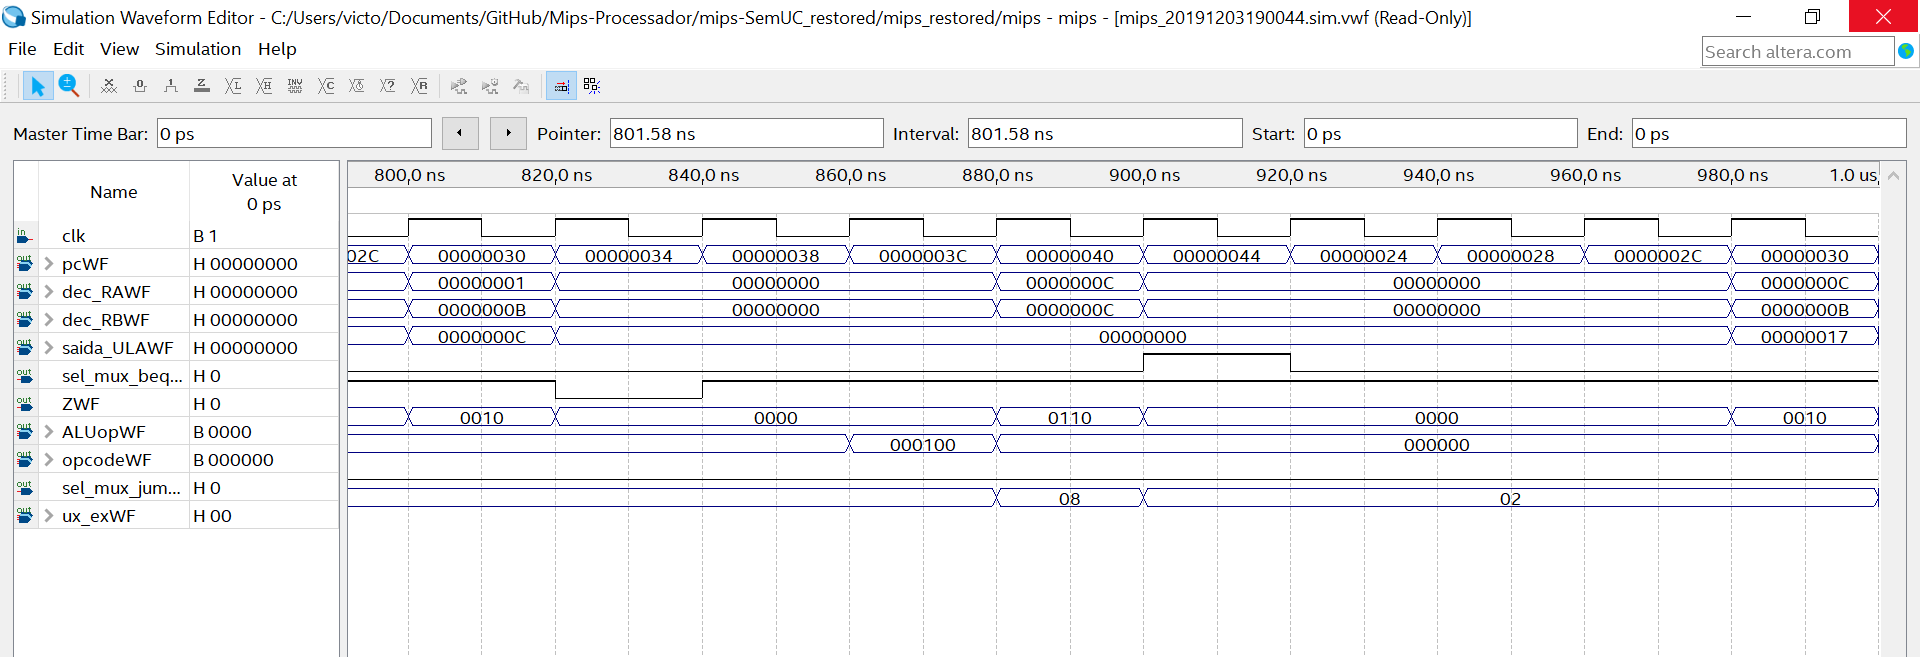 Simulation Waveform Editor - C:/Users/victo/Documents/GitHub/Mips-Processador/mips-SemUC_restored/mips_restored/mips - mips - [mips_20191203190044.sim.vwf (Read-Only)]
File Edit View Simulation Help
Search altera.com
Master Time Bar: 0 ps Pointer: 801.58 ns Interval: 801.58 ns Start: 0 ps End: 0 ps
Name Value at 0 ps 800,0 ns 820,0 ns 840,0 ns 860,0 ns 880,0 ns 900,0 ns 920,0 ns 940,0 ns 960,0 ns 980,0 ns 1.0 us
clk B 1
pcWF H 00000000 02C 00000030 00000034 00000038 0000003C 00000040 00000044 00000024 00000028 0000002C 00000030
dec_RAWF H 00000000 00000001 00000000 0000000C 00000000 0000000C
dec_RBWF H 00000000 0000000B 00000000 0000000C 00000000 0000000B
saida_ULAWF H 00000000 0000000C 00000000 00000017
sel_mux_beq... H 0
ZWF H 0
ALUopWF B 0000 0010 0000 0110 0000 0010
opcodeWF B 000000 000100 000000
sel_mux_jum... H 0
ux_exWF H 00 08 02